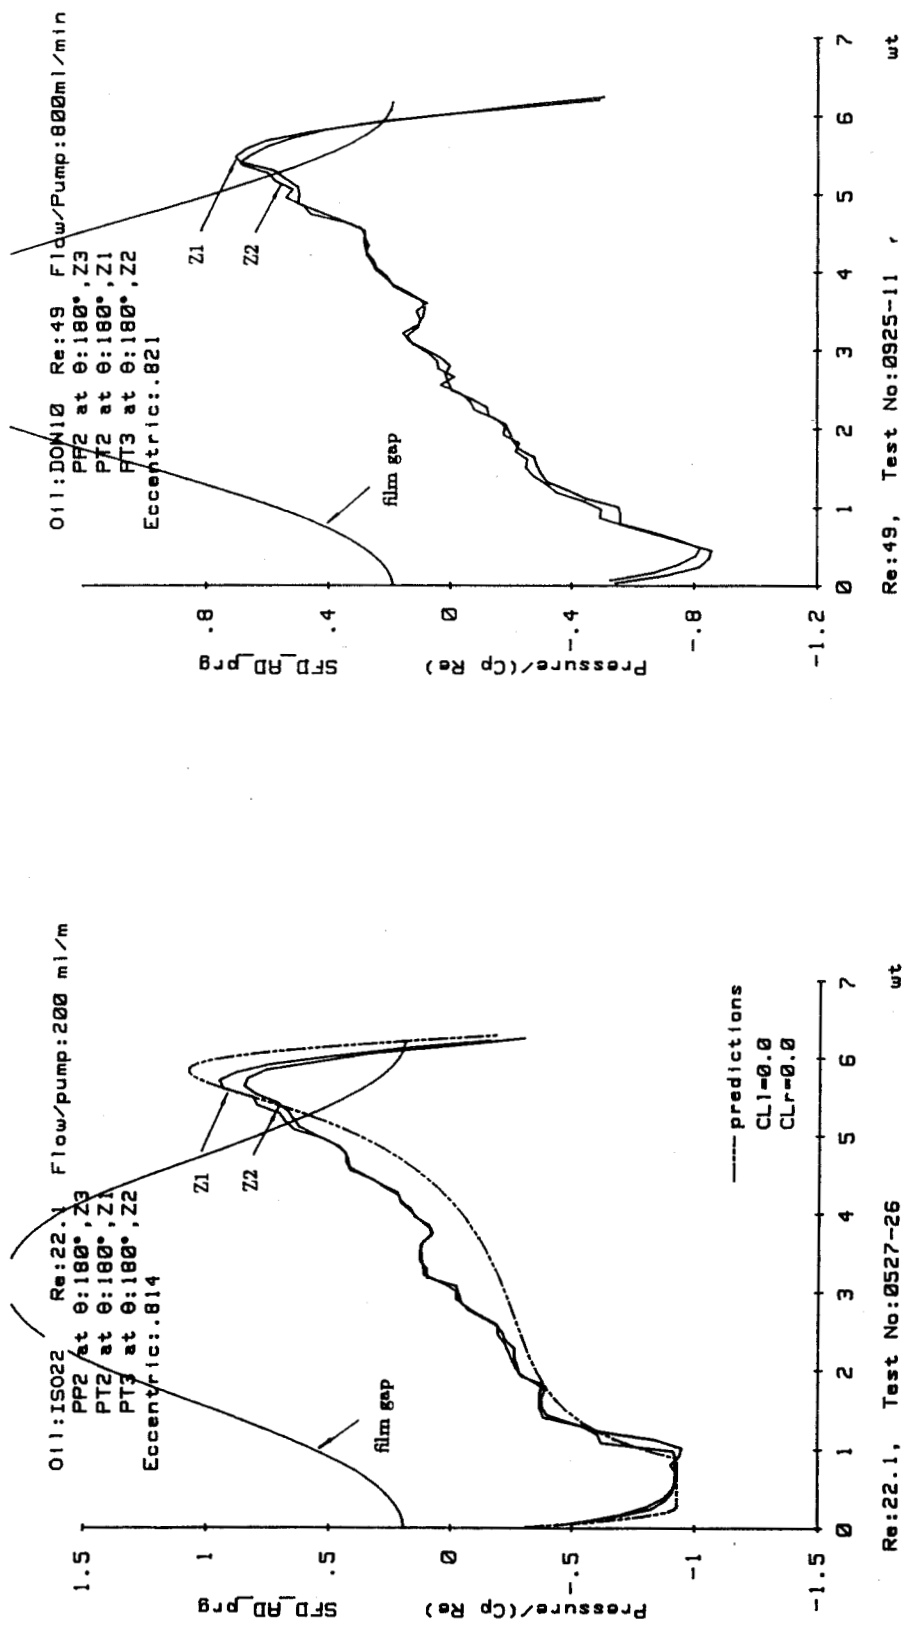 Oil:ISO22 Re:22.1 Flow/pump:200 ml/m
PP2 at θ:180°,Z3
PT2 at θ:180°,Z1
PT3 at θ:180°,Z2
Eccentric:.814
1.5
1
.5
0
-.5
-1
-1.5
SFD_AD_prg
Pressure/(Cp Re)
Z1
Z2
film gap
predictions
CLl=0.0
CLr=0.0
0 1 2 3 4 5 6 7
Re:22.1, Test No:0527-26 wt
Oil:DOW10 Re:49 Flow/Pump:800ml/min
PP2 at θ:180°,Z3
PT2 at θ:180°,Z1
PT3 at θ:180°,Z2
Eccentric:.821
.8
.4
0
-.4
-.8
-1.2
SFD_AD_prg
Pressure/(Cp Re)
Z1
Z2
film gap
0 1 2 3 4 5 6 7
Re:49, Test No:0925-11 , wt